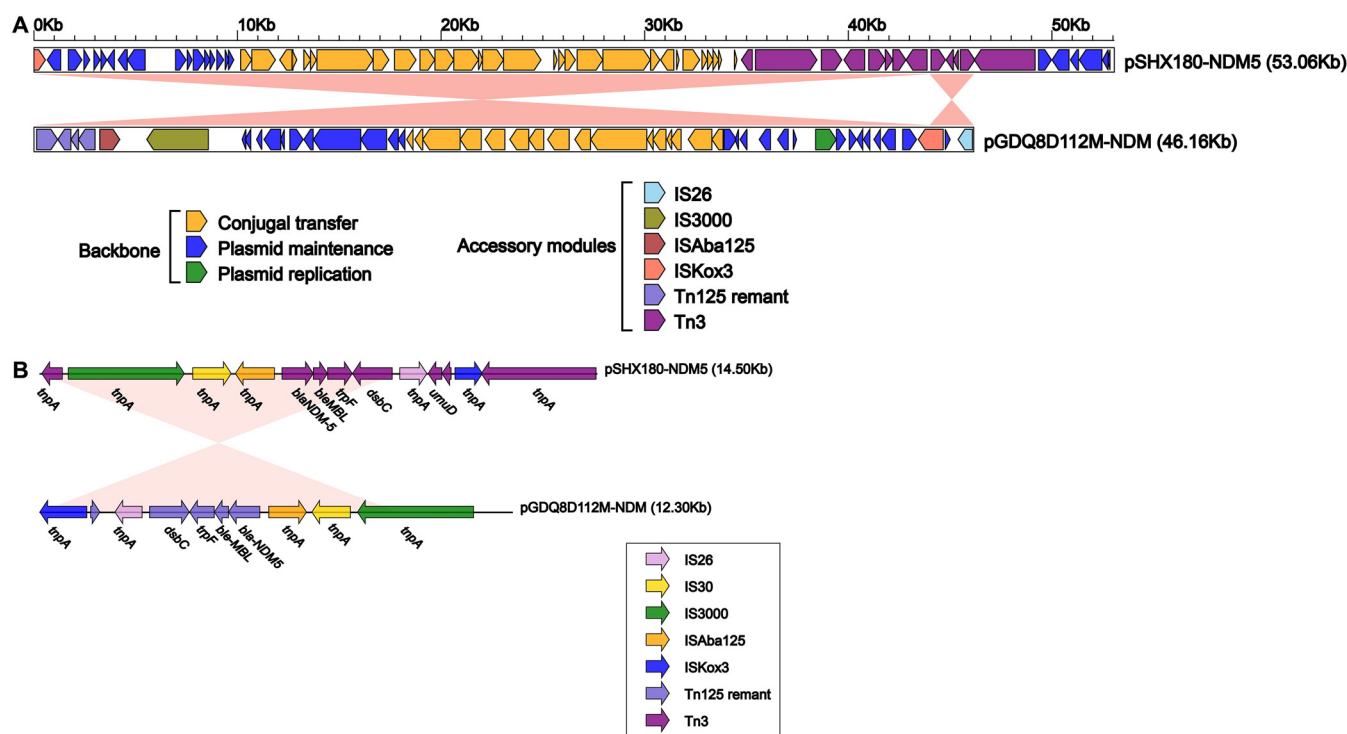 A
0Kb 10Kb 20Kb 30Kb 40Kb 50Kb
pSHX180-NDM5 (53.06Kb)
pGDQ8D112M-NDM (46.16Kb)
Backbone
Conjugal transfer
Plasmid maintenance
Plasmid replication
Accessory modules
IS26
IS3000
ISAba125
ISKox3
Tn125 remant
Tn3
B
pSHX180-NDM5 (14.50Kb)
tnpA tnpA tnpA tnpA blaNDM-5 bleMBL trpF dsbC tnpA umuD tnpA tnpA
pGDQ8D112M-NDM (12.30Kb)
tnpA tnpA dsbC trpF ble-MBL bla-NDM5 tnpA tnpA tnpA
IS26
IS30
IS3000
ISAba125
ISKox3
Tn125 remant
Tn3